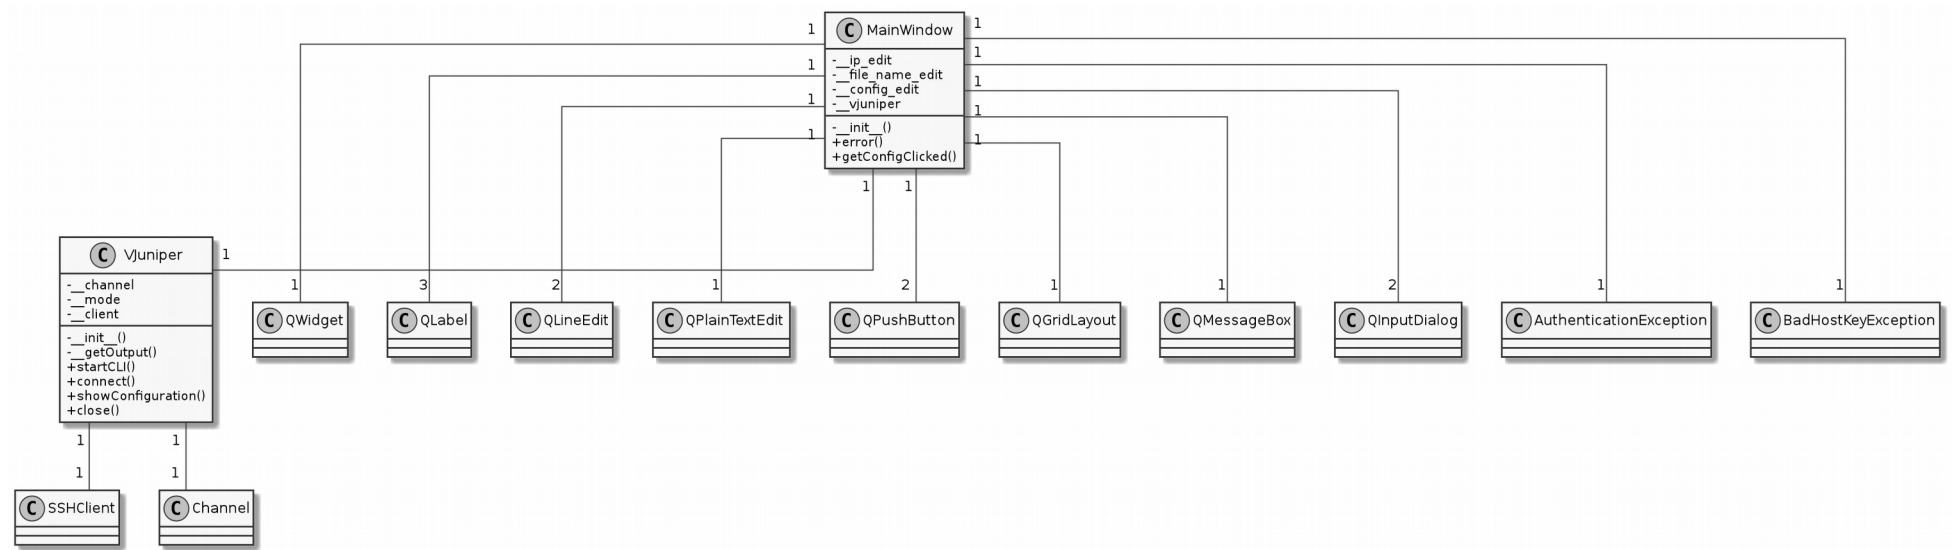 C MainWindow
-__ip_edit
-__file_name_edit
-__config_edit
-__vjuniper
-__init__()
+error()
+getConfigClicked()
1
1
1
1
1
1
1
1
1
1
1
C VJuniper
-__channel
-__mode
-__client
-__init__()
-__getOutput()
+startCLI()
+connect()
+showConfiguration()
+close()
1
1
3
2
1
2
1
1
2
1
1
C QWidget
C QLabel
C QLineEdit
C QPlainTextEdit
C QPushButton
C QGridLayout
C QMessageBox
C QInputDialog
C AuthenticationException
C BadHostKeyException
1
1
1
1
C SSHClient
C Channel